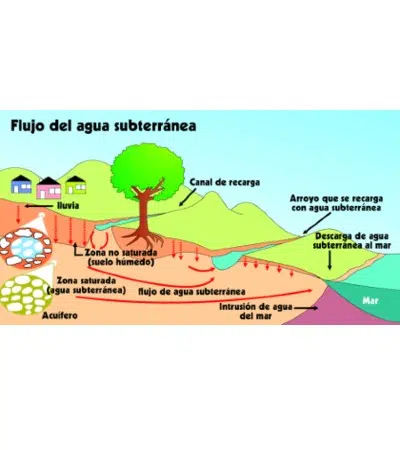 Flujo del agua subterránea
Canal de recarga
lluvia
Arroyo que se recarga
con agua subterránea
Descarga de agua
subterránea al mar
Zona no saturada
(suelo húmedo)
Zona saturada
(agua subterránea)
flujo de agua subterránea
Mar
Intrusión de agua
del mar
Acuífero